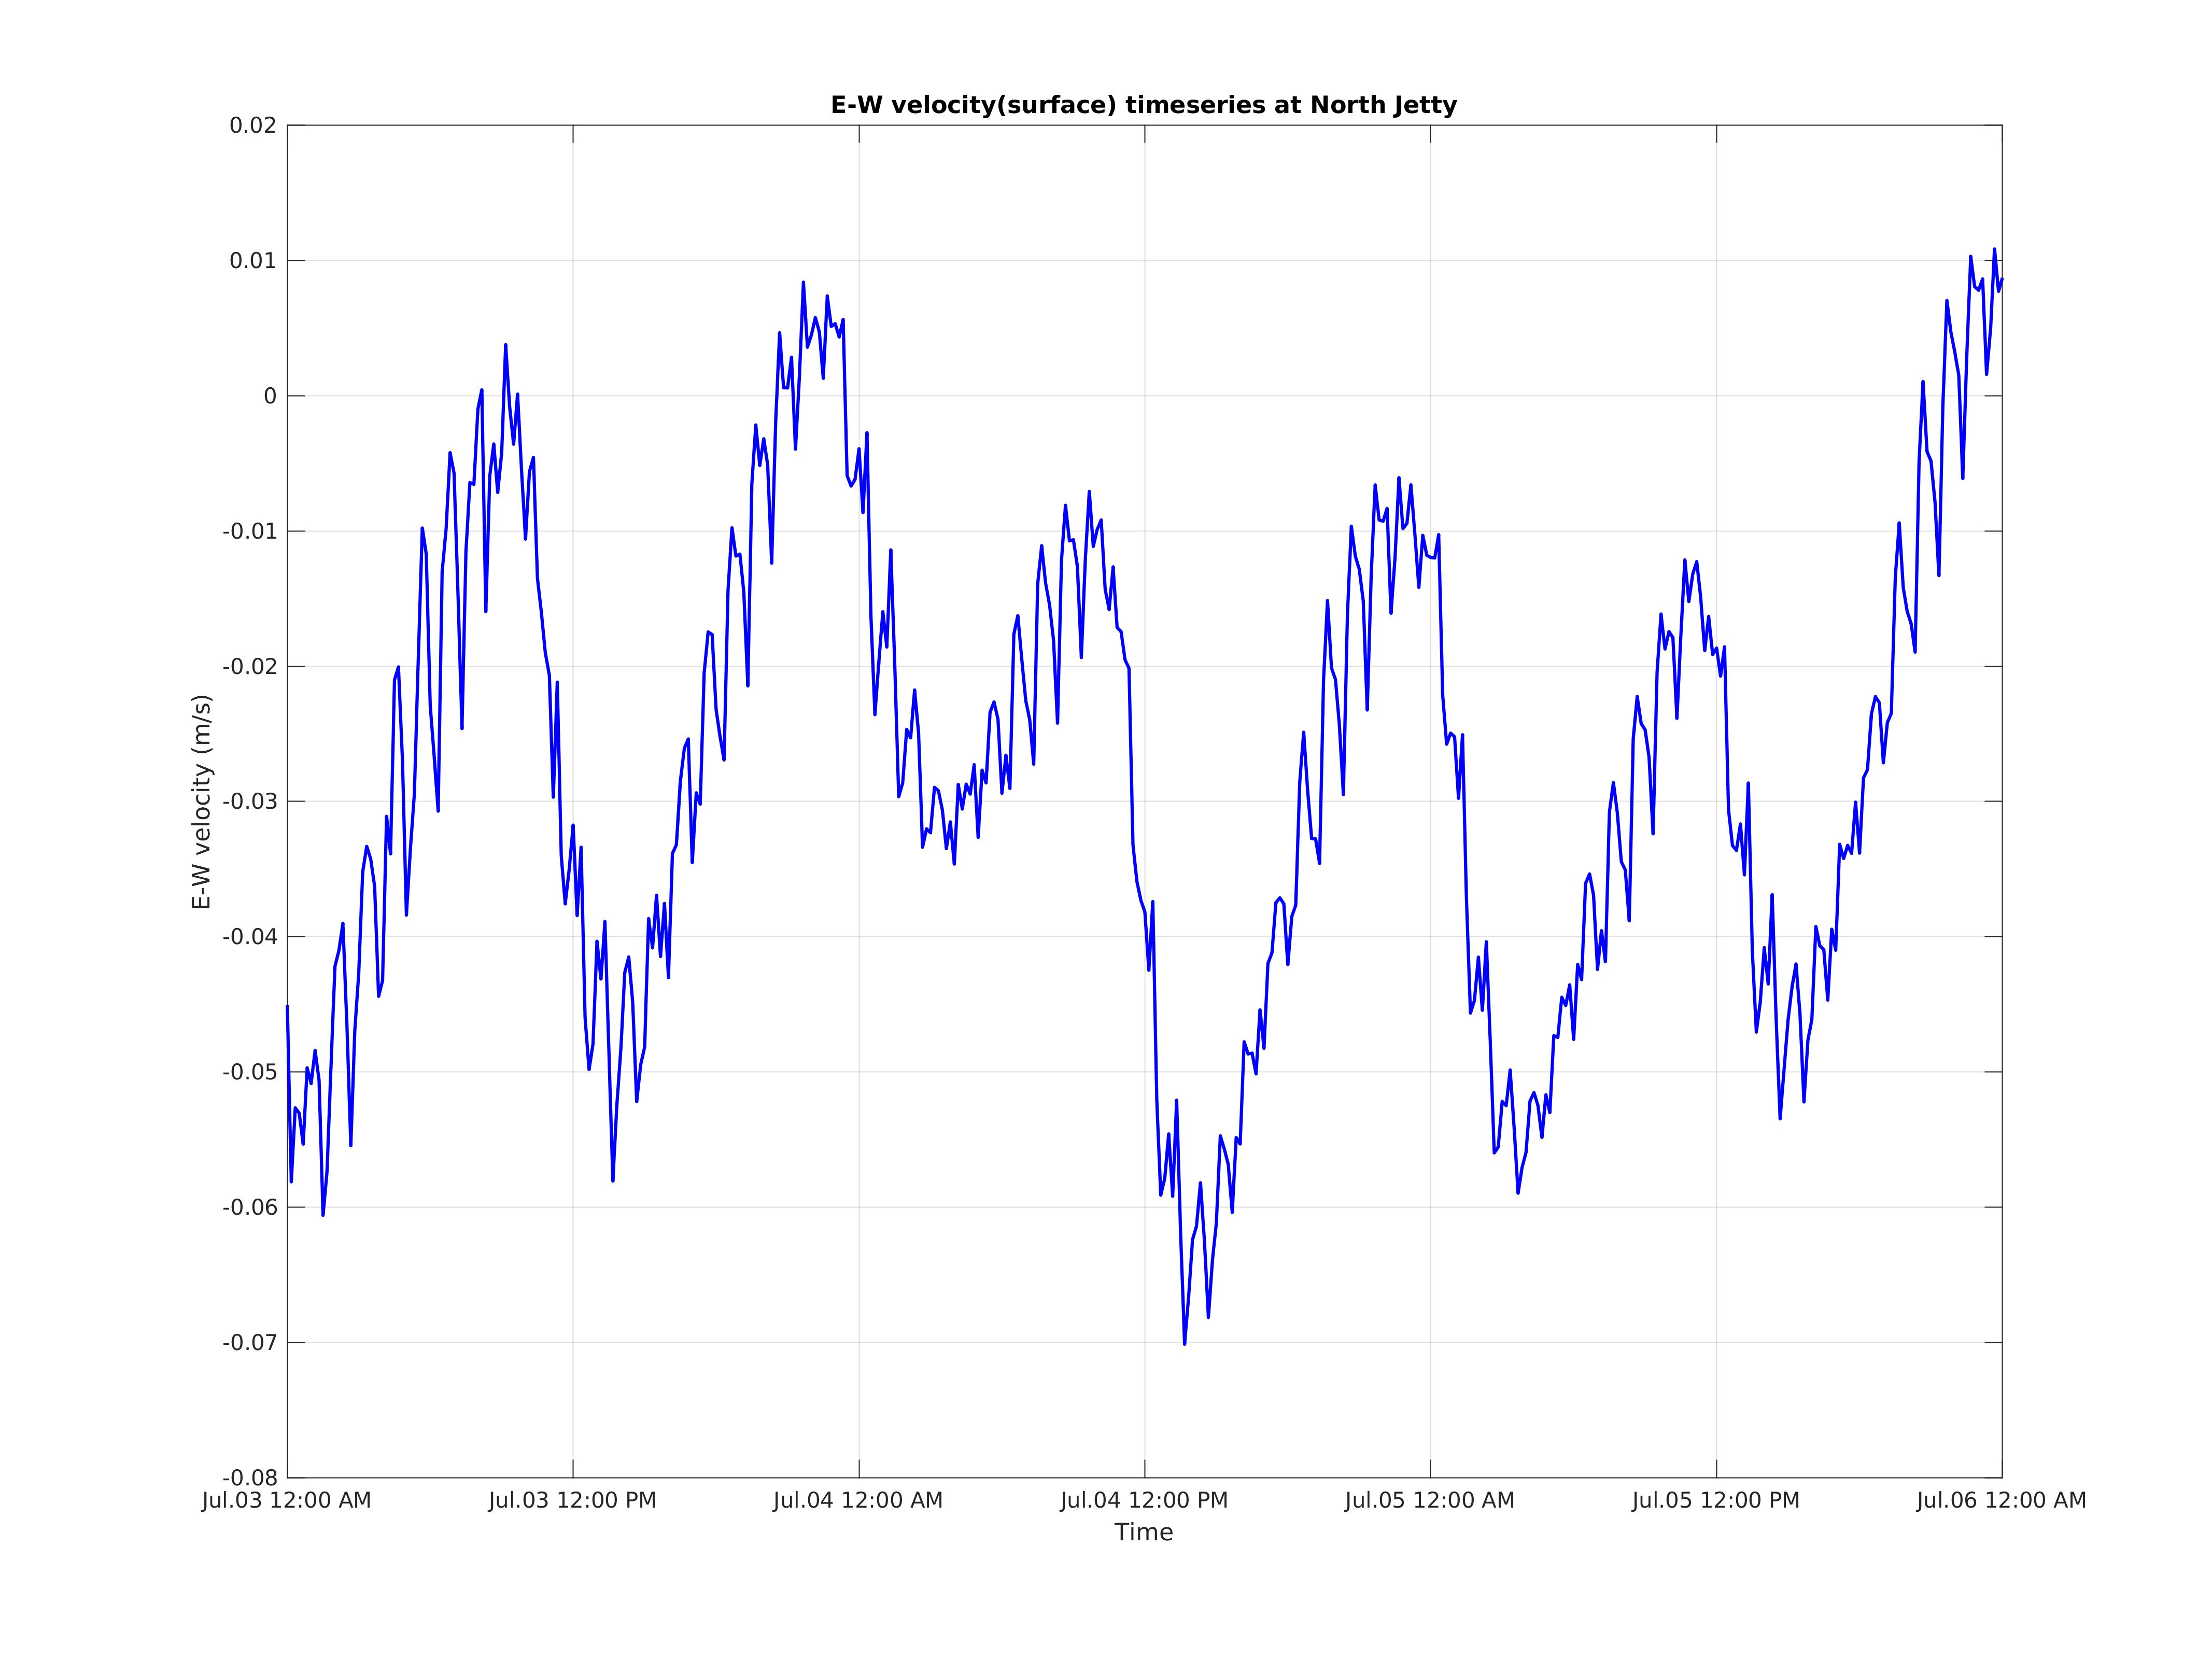 E-W velocity(surface) timeseries at North Jetty
0.02
0.01
0
-0.01
-0.02
-0.03
-0.04
-0.05
-0.06
-0.07
-0.08
E-W velocity (m/s)
Jul.03 12:00 AM Jul.03 12:00 PM Jul.04 12:00 AM Jul.04 12:00 PM Jul.05 12:00 AM Jul.05 12:00 PM Jul.06 12:00 AM
Time